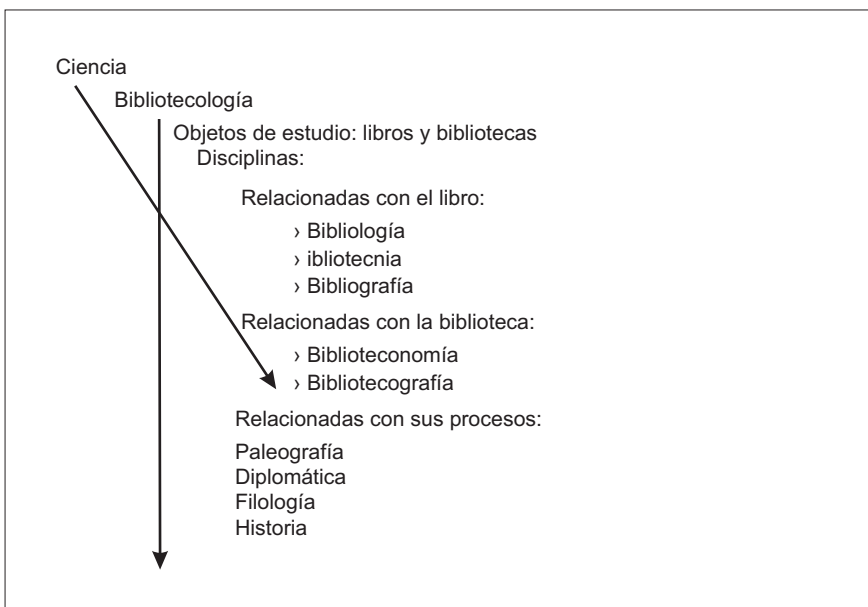 Ciencia
Bibliotecología
Objetos de estudio: libros y bibliotecas
Disciplinas:
Relacionadas con el libro:
› Bibliología
› ibliotecnia
› Bibliografía
Relacionadas con la biblioteca:
› Biblioteconomía
› Bibliotecografía
Relacionadas con sus procesos:
Paleografía
Diplomática
Filología
Historia